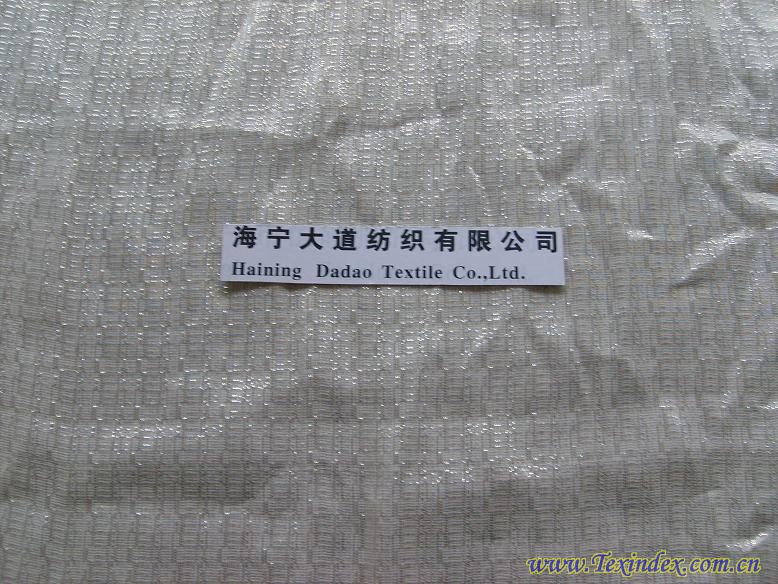 海宁大道纺织有限公司
Haining Dadao Textile Co.,Ltd.
www.Texindex.com.cn